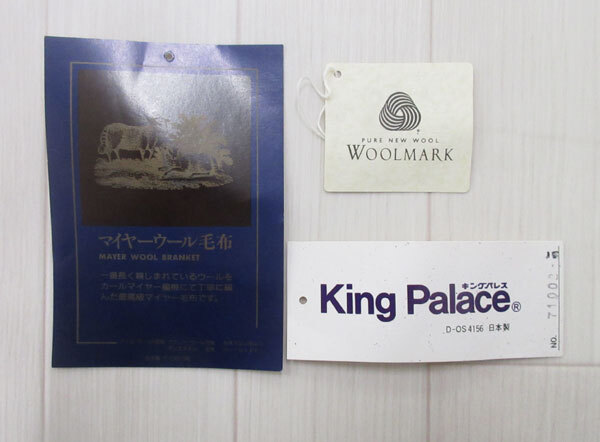 マイヤーウール毛布
MAYER WOOL BRANKET
一番長く親しまれているウールを
カールマイヤー編機にて丁寧に編
んだ最高級マイヤー毛布です。
PURE NEW WOOL
WOOLMARK
キングパレス
King Palace®
D-OS4156 日本製
NO.